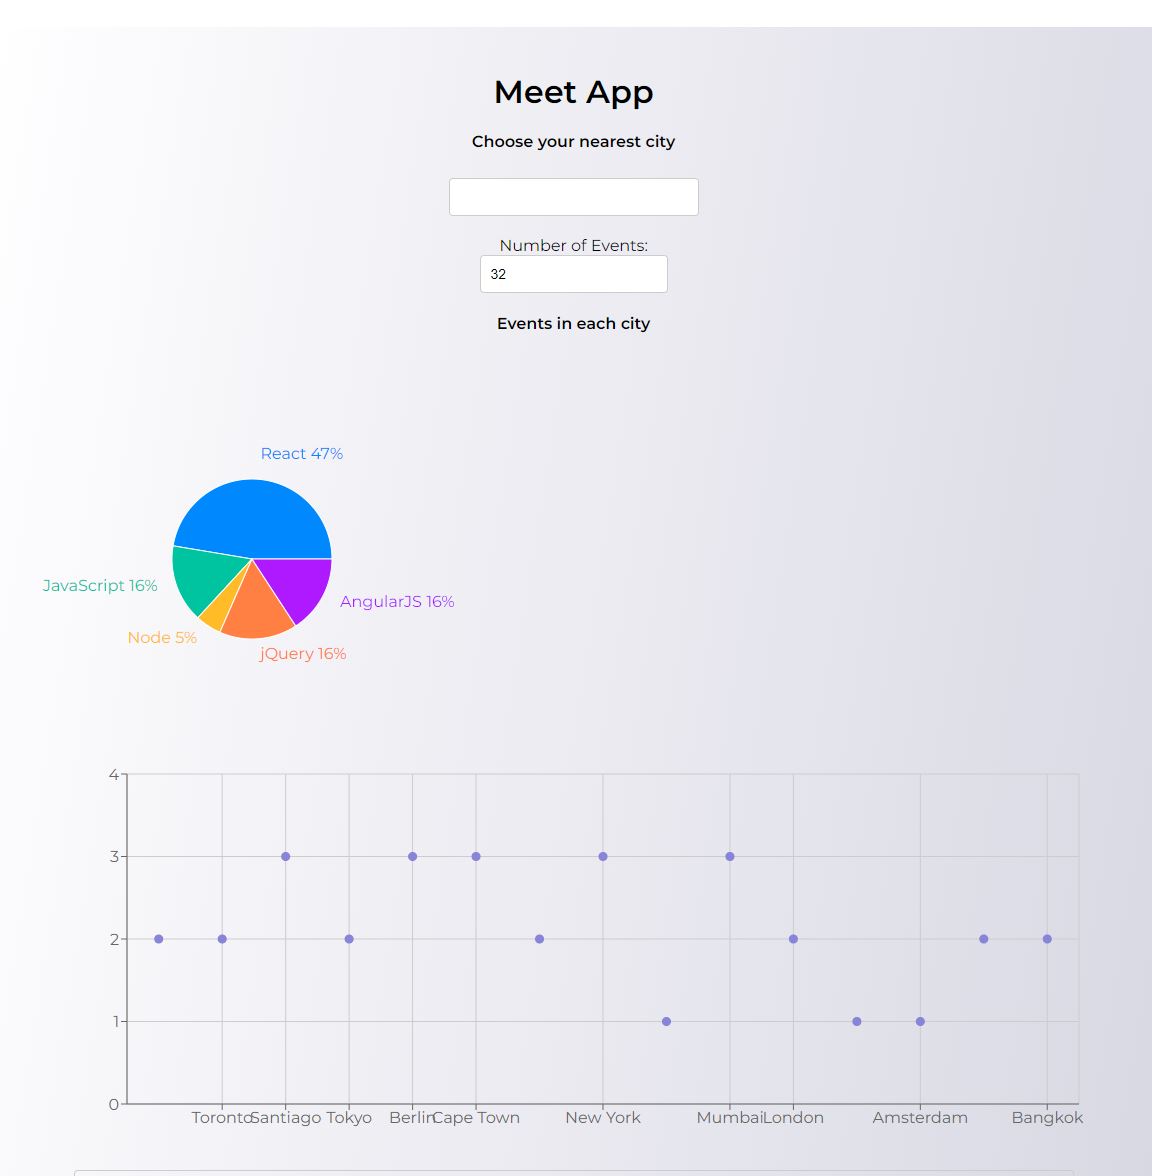 Meet App
Choose your nearest city
Number of Events:
32
Events in each city
React 47%
JavaScript 16%
AngularJS 16%
Node 5%
jQuery 16%
4
3
2
1
0
Toronto Santiago Tokyo Berlin Cape Town New York Mumbai London Amsterdam Bangkok